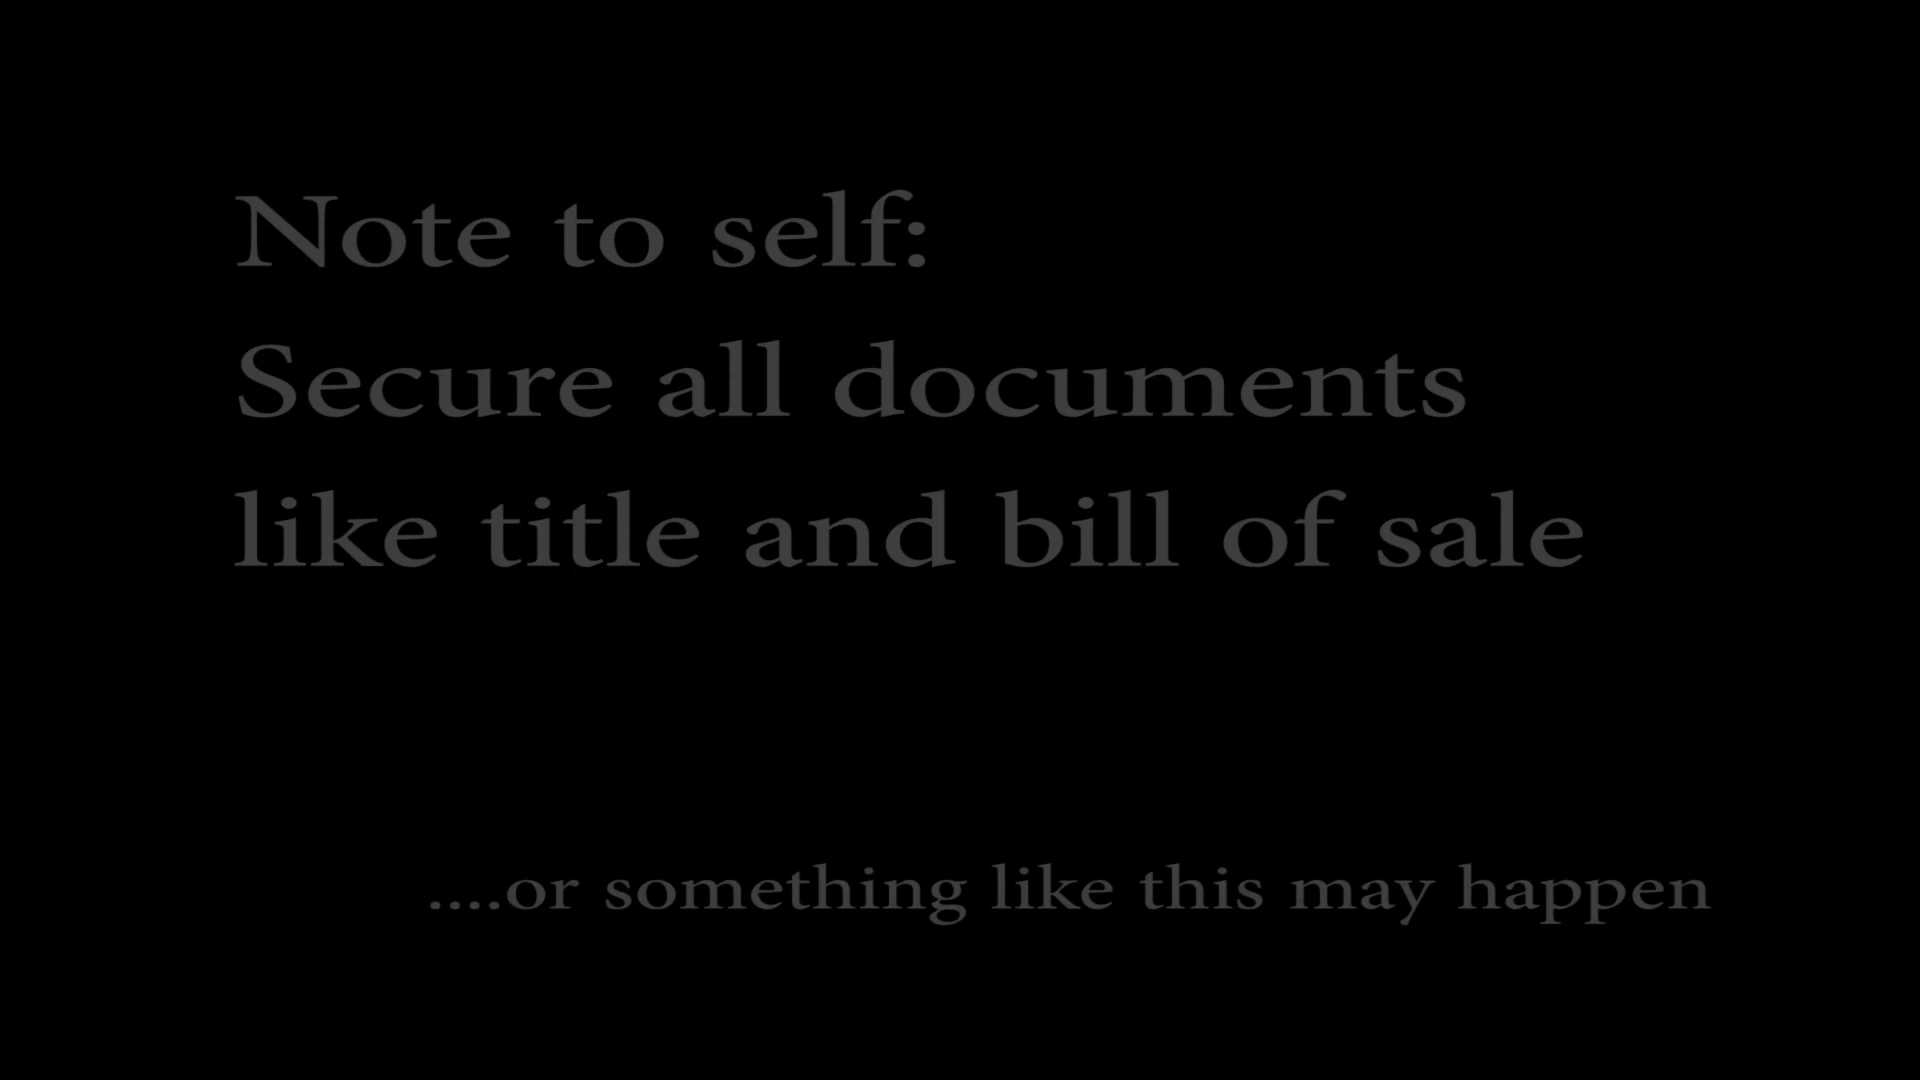 Note to self:
Secure all documents
like title and bill of sale
....or something like this may happen